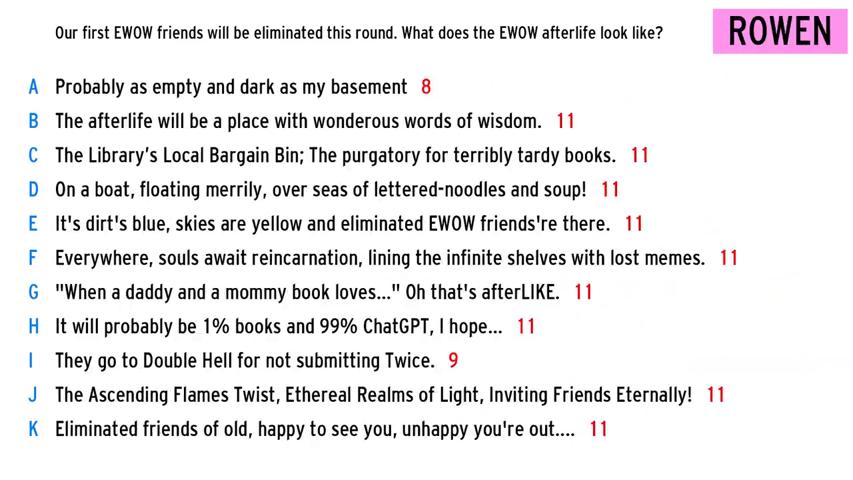 Our first EWOW friends will be eliminated this round. What does the EWOW afterlife look like?
ROWEN
A Probably as empty and dark as my basement 8
B The afterlife will be a place with wonderous words of wisdom. 11
C The Library's Local Bargain Bin; The purgatory for terribly tardy books. 11
D On a boat, floating merrily, over seas of lettered-noodles and soup! 11
E It's dirt's blue, skies are yellow and eliminated EWOW friends're there. 11
F Everywhere, souls await reincarnation, lining the infinite shelves with lost memes. 11
G "When a daddy and a mommy book loves..." Oh that's afterLIKE. 11
H It will probably be 1% books and 99% ChatGPT, I hope... 11
I They go to Double Hell for not submitting Twice. 9
J The Ascending Flames Twist, Ethereal Realms of Light, Inviting Friends Eternally! 11
K Eliminated friends of old, happy to see you, unhappy you're out.... 11